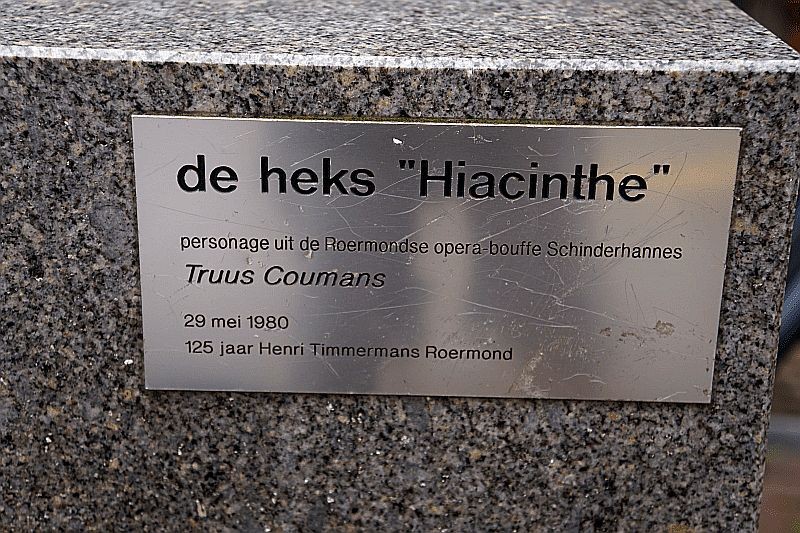 de heks "Hiacinthe"
personage uit de Roermondse opera-bouffe Schinderhannes
Truus Coumans
29 mei 1980
125 jaar Henri Timmermans Roermond